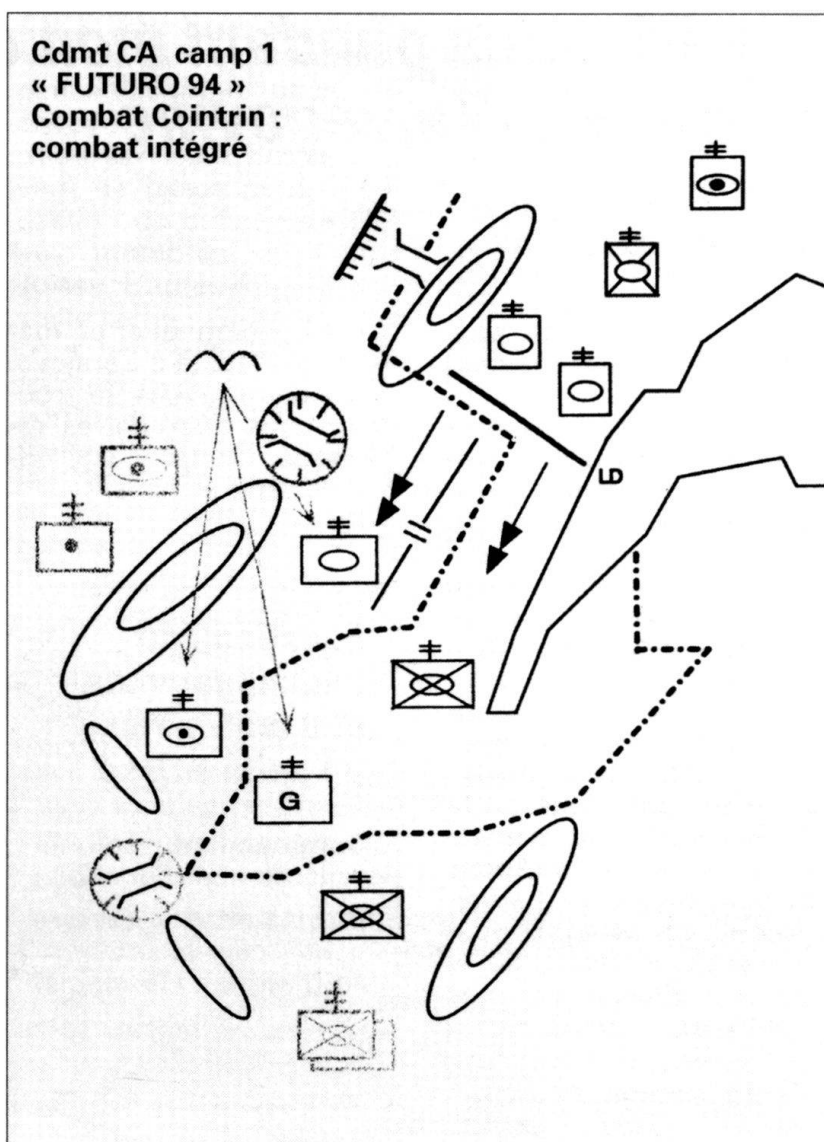 Cdmt CA camp 1
« FUTURO 94 »
Combat Cointrin :
combat intégré
LD
G